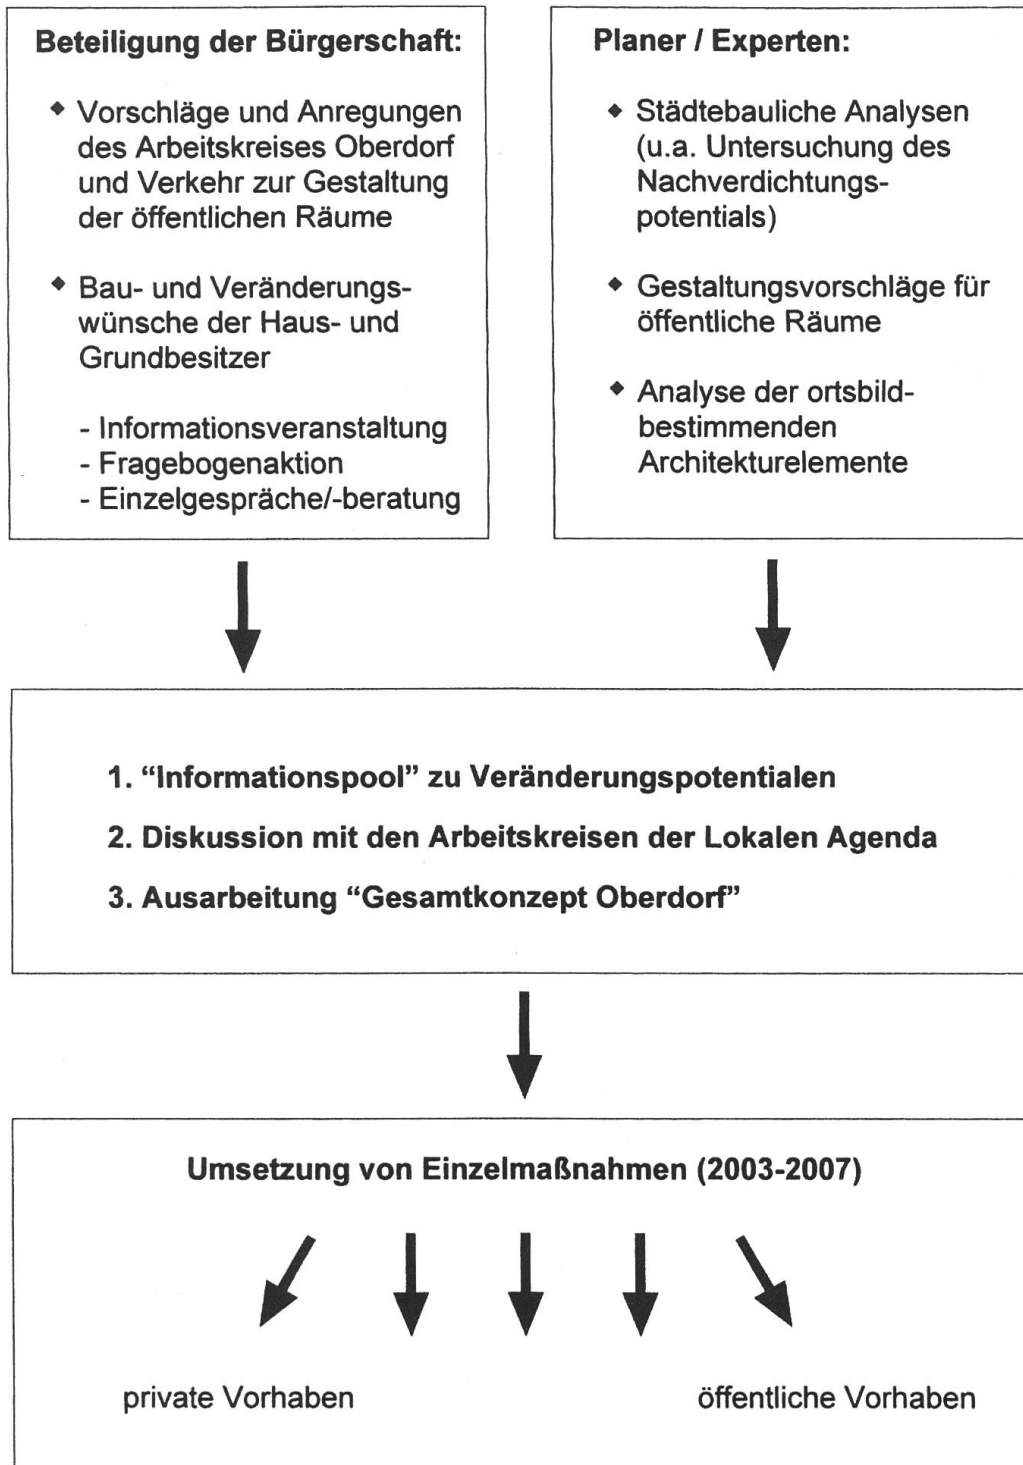 Beteiligung der Bürgerschaft:
◆ Vorschläge und Anregungen
des Arbeitskreises Oberdorf
und Verkehr zur Gestaltung
der öffentlichen Räume
◆ Bau- und Veränderungs-
wünsche der Haus- und
Grundbesitzer
- Informationsveranstaltung
- Fragebogenaktion
- Einzelgespräche/-beratung
Planer / Experten:
◆ Städtebauliche Analysen
(u.a. Untersuchung des
Nachverdichtungs-
potentials)
◆ Gestaltungsvorschläge für
öffentliche Räume
◆ Analyse der ortsbild-
bestimmenden
Architekturelemente
1. “Informationspool” zu Veränderungspotentialen
2. Diskussion mit den Arbeitskreisen der Lokalen Agenda
3. Ausarbeitung “Gesamtkonzept Oberdorf”
Umsetzung von Einzelmaßnahmen (2003-2007)
private Vorhaben
öffentliche Vorhaben